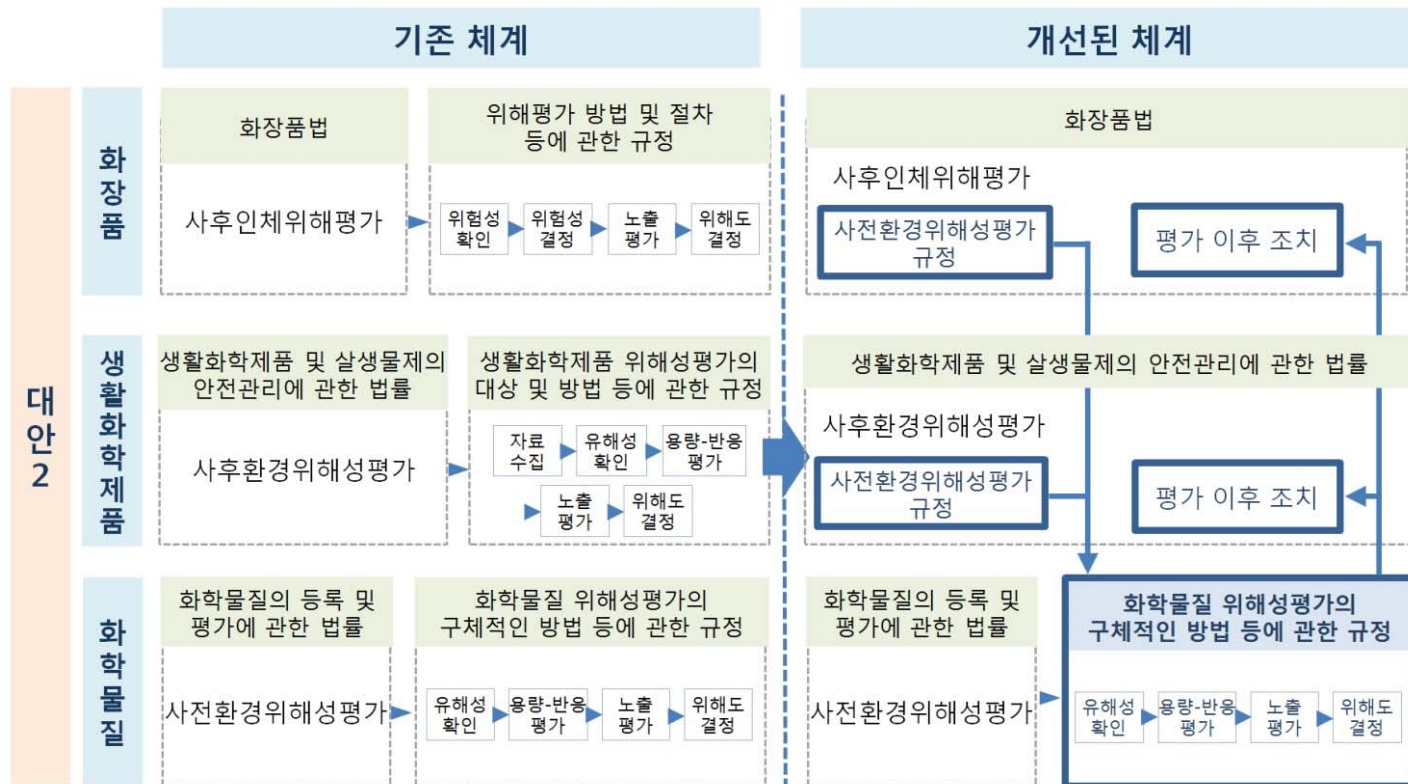 기존 체계
개선된 체계
대안2
화장품
화장품법
사후인체위해평가
위해평가 방법 및 절차
등에 관한 규정
위험성
확인
위험성
결정
노출
평가
위해도
결정
화장품법
사후인체위해평가
사전환경위해성평가
규정
평가 이후 조치
생활화학제품
생활화학제품 및 살생물제의
안전관리에 관한 법률
사후환경위해성평가
생활화학제품 위해성평가의
대상 및 방법 등에 관한 규정
자료
수집
유해성
확인
용량-반응
평가
노출
평가
위해도
결정
생활화학제품 및 살생물제의 안전관리에 관한 법률
사후환경위해성평가
사전환경위해성평가
규정
평가 이후 조치
화학물질
화학물질의 등록 및
평가에 관한 법률
사전환경위해성평가
화학물질 위해성평가의
구체적인 방법 등에 관한 규정
유해성
확인
용량-반응
평가
노출
평가
위해도
결정
화학물질의 등록 및
평가에 관한 법률
사전환경위해성평가
화학물질 위해성평가의
구체적인 방법 등에 관한 규정
유해성
확인
용량-반응
평가
노출
평가
위해도
결정